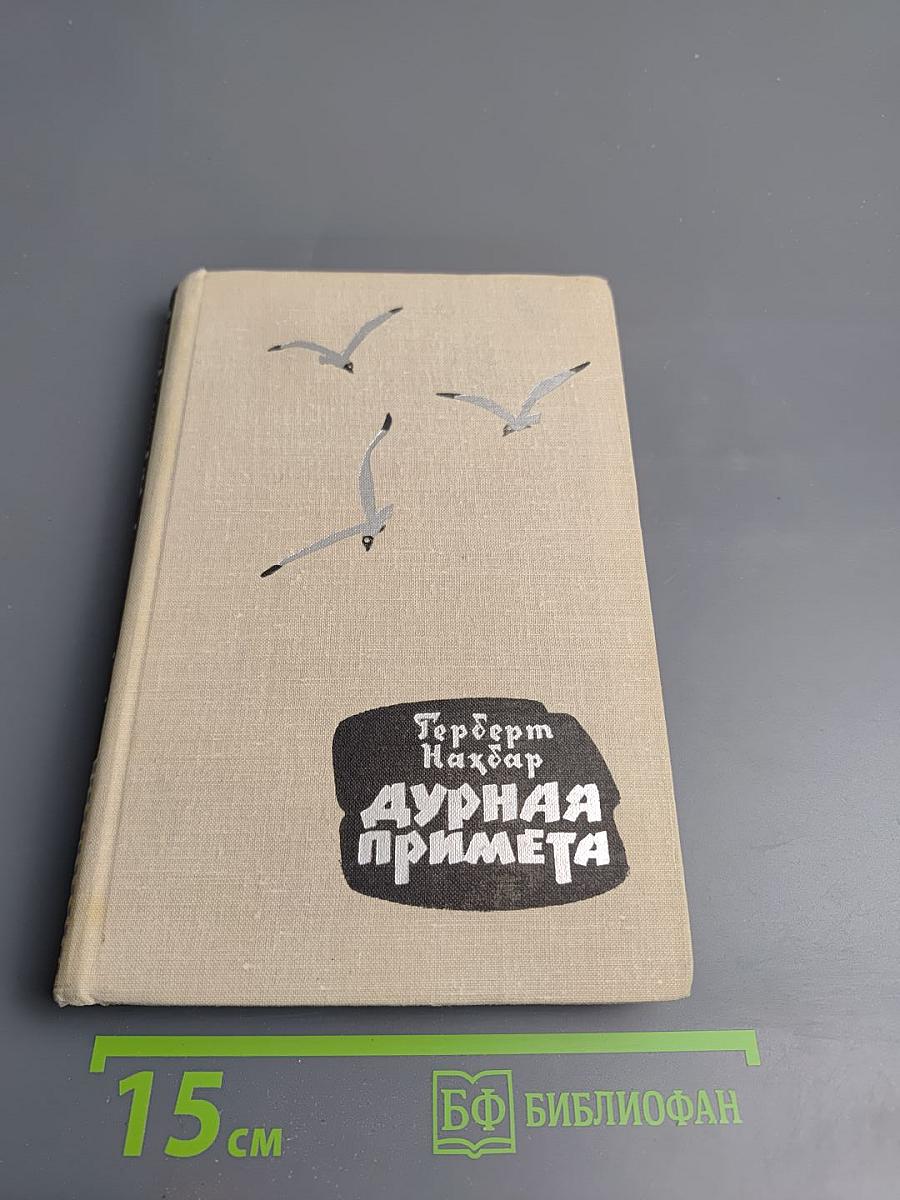 Герберт
Нахбар
ДУРНАЯ
ПРИМЕТА
15 см
БФ БИБЛИОФАН